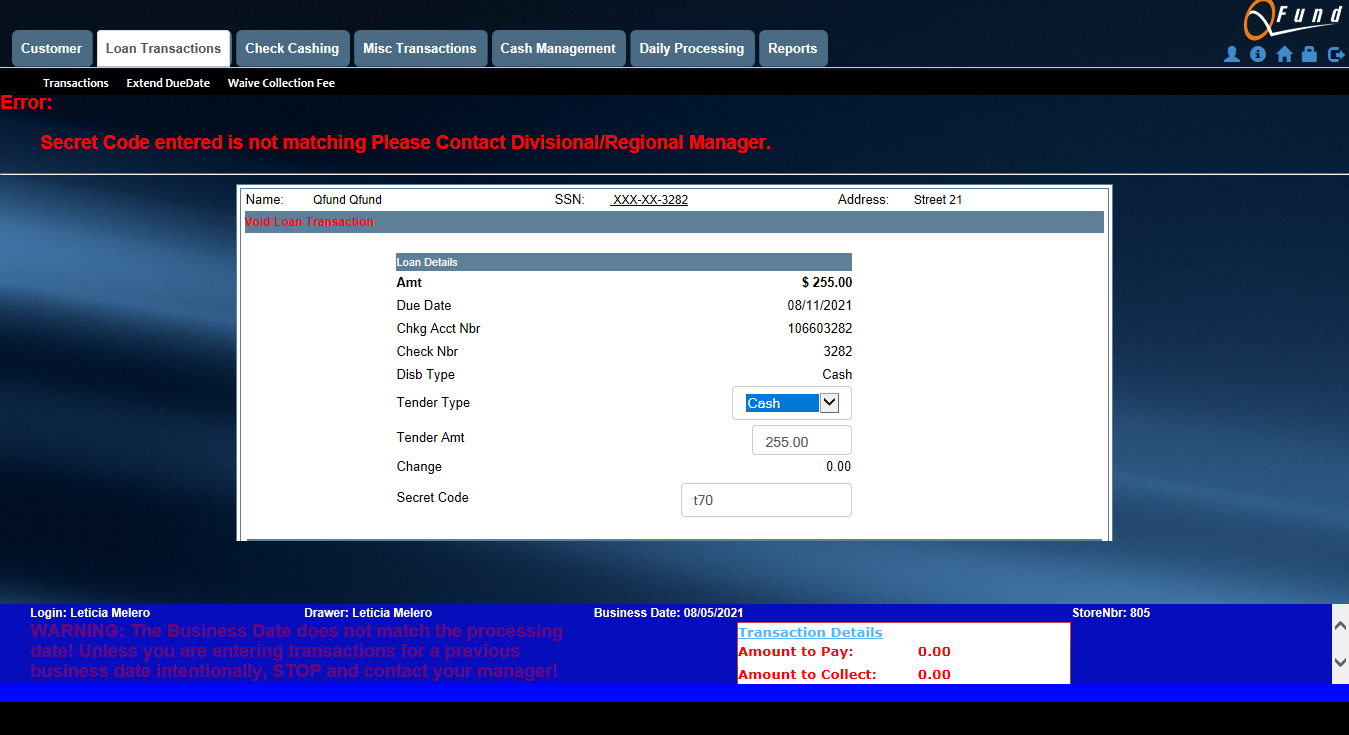 QFund
Customer Loan Transactions Check Cashing Misc Transactions Cash Management Daily Processing Reports
Transactions Extend DueDate Waive Collection Fee
Error:
Secret Code entered is not matching Please Contact Divisional/Regional Manager.
Name: Qfund Qfund SSN: XXX-XX-3282 Address: Street 21
Void Loan Transaction
Loan Details
Amt $ 255.00
Due Date 08/11/2021
Chkg Acct Nbr 106603282
Check Nbr 3282
Disb Type Cash
Tender Type Cash
Tender Amt 255.00
Change 0.00
Secret Code t70
Login: Leticia Melero Drawer: Leticia Melero Business Date: 08/05/2021 StoreNbr: 805
WARNING: The Business Date does not match the processing
date! Unless you are entering transactions for a previous
business date intentionally, STOP and contact your manager!
Transaction Details
Amount to Pay: 0.00
Amount to Collect: 0.00